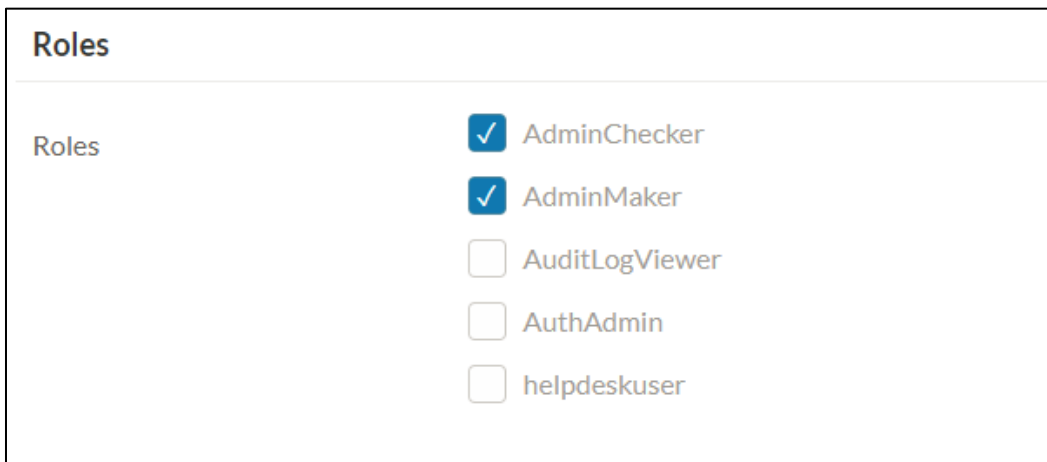 Roles
Roles
AdminChecker
AdminMaker
AuditLogViewer
AuthAdmin
helpdeskuser